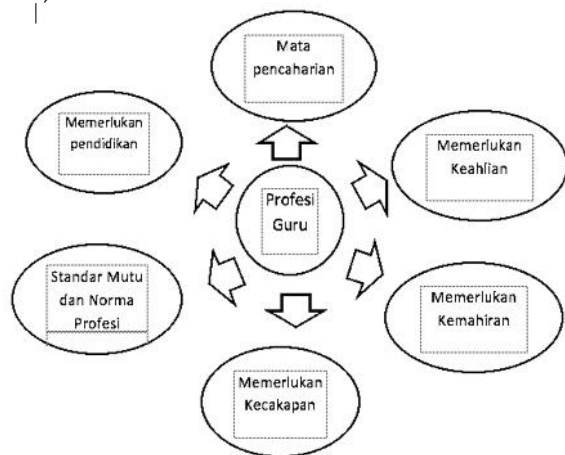 Mata
pencaharian
Memerlukan
pendidikan
Memerlukan
Keahlian
Profesi
Guru
Standar Mutu
dan Norma
Profesi
Memerlukan
Kemahiran
Memerlukan
Kecakapan